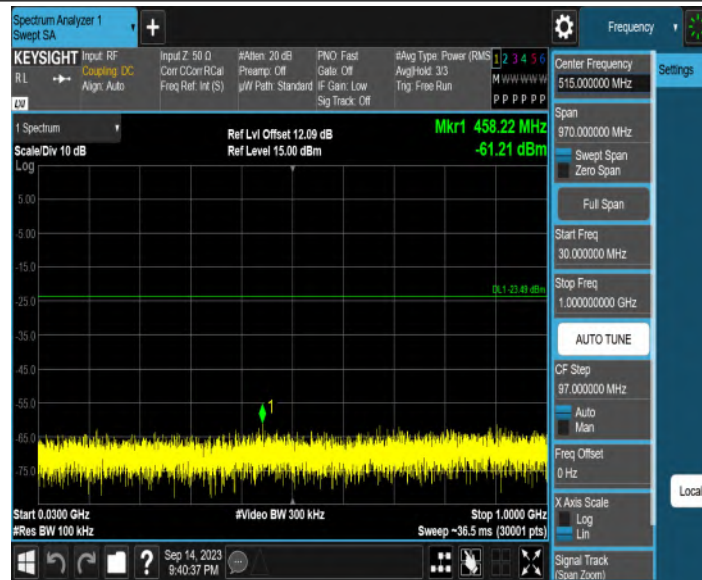 Spectrum Analyzer 1
Swept SA
+
Frequency
KEYSIGHT
Input: RF
Input Z: 50 Ω
#Atten: 20 dB
PNO: Fast
#Avg Type: Power (RMS
1 2 3 4 5 6
RL
Coupling: DC
Corr CCorr RCal
Preamp: Off
Gate: Off
Avg|Hold: 3/3
M W W W W W
Align: Auto
Freq Ref: Int (S)
µW Path: Standard
IF Gain: Low
Trig: Free Run
Sig Track: Off
P P P P P P
LXI
1 Spectrum
Ref Lvl Offset 12.09 dB
Mkr1 458.22 MHz
Scale/Div 10 dB
Ref Level 15.00 dBm
-61.21 dBm
Log
5.00
-5.00
-15.0
DL1 -23.49 dBm
-25.0
-35.0
-45.0
-55.0
1
-65.0
-75.0
Start 0.0300 GHz
#Video BW 300 kHz
Stop 1.0000 GHz
#Res BW 100 kHz
Sweep ~36.5 ms (30001 pts)
?
Sep 14, 2023
9:40:37 PM
Center Frequency
515.000000 MHz
Settings
Span
970.000000 MHz
Swept Span
Zero Span
Full Span
Start Freq
30.000000 MHz
Stop Freq
1.000000000 GHz
AUTO TUNE
CF Step
97.000000 MHz
Auto
Man
Freq Offset
0 Hz
X Axis Scale
Log
Lin
Local
Signal Track
(Span Zoom)